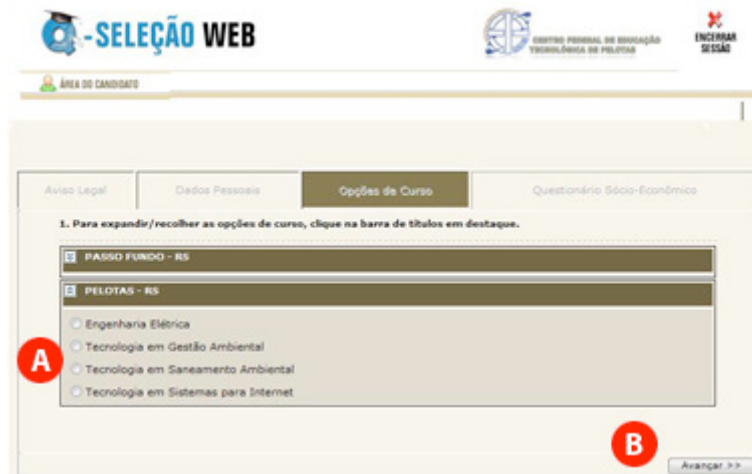 -SELEÇÃO WEB
CENTRO FEDERAL DE EDUCAÇÃO
TECNOLÓGICA DE PELOTAS
ENCERRAR
SESSÃO
ÁREA DO CANDIDATO
Aviso Legal Dados Pessoais Opções de Curso Questionário Sócio-Econômico
1. Para expandir/recolher as opções de curso, clique na barra de títulos em destaque.
PASSO FUNDO - RS
PELOTAS - RS
Engenharia Elétrica
Tecnologia em Gestão Ambiental
A
Tecnologia em Saneamento Ambiental
Tecnologia em Sistemas para Internet
B
Avançar >>